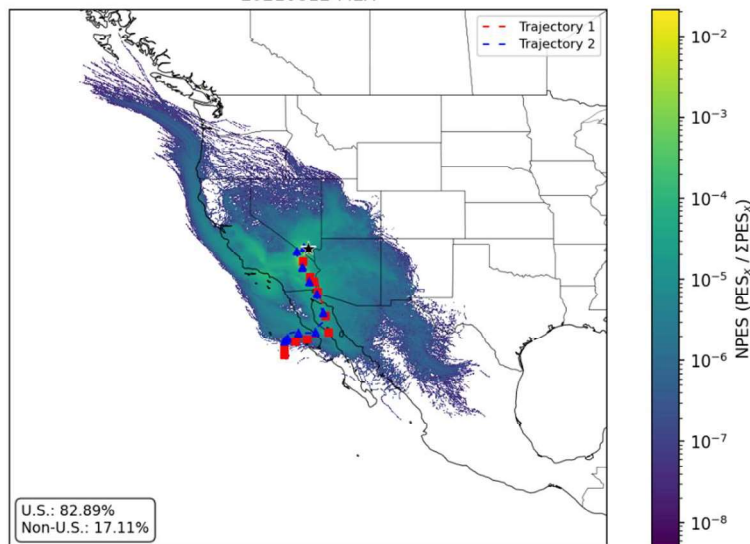 Trajectory 1
Trajectory 2
U.S.: 82.89%
Non-U.S.: 17.11%
10⁻²
10⁻³
10⁻⁴
10⁻⁵
10⁻⁶
10⁻⁷
10⁻⁸
NPES (PESₓ / ΣPESₓ)